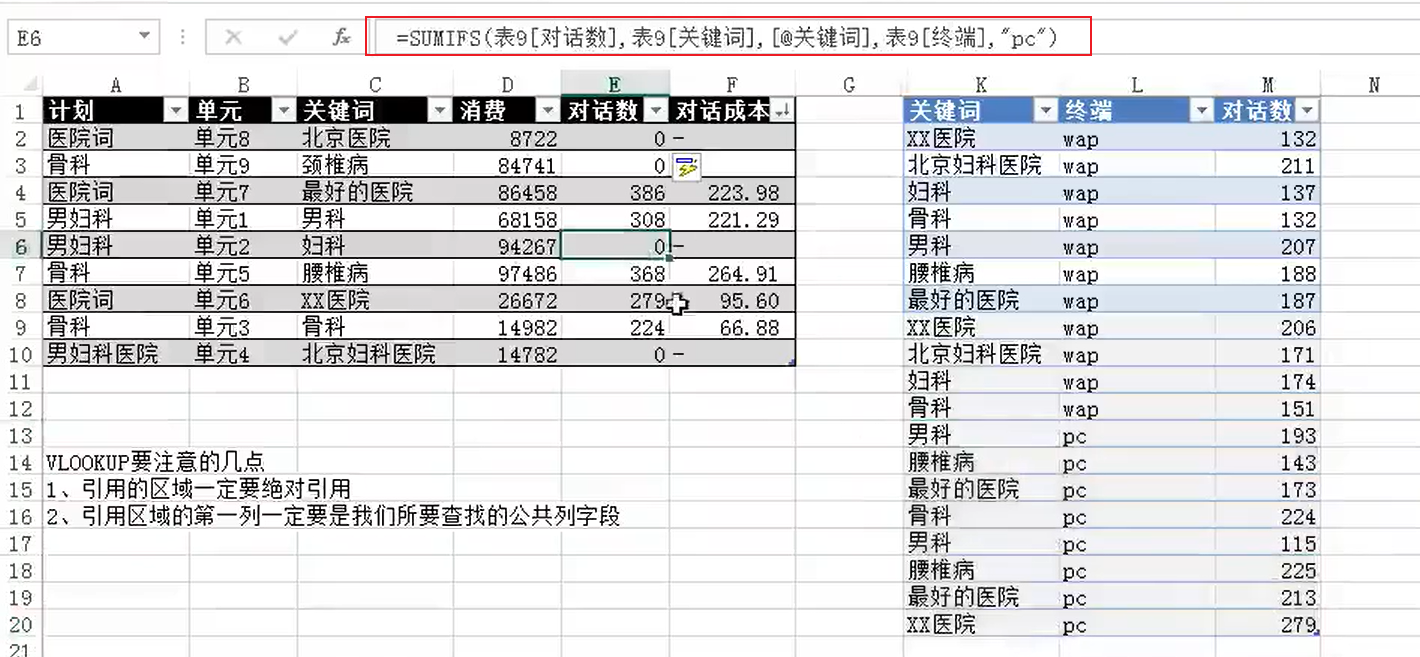 E6 fx =SUMIFS(表9[对话数],表9[关键词],[@关键词],表9[终端],"pc")
A B C D E F G K L M N
1 计划 单元 关键词 消费 对话数 对话成本 关键词 终端 对话数
2 医院词 单元8 北京医院 8722 0 - XX医院 wap 132
3 骨科 单元9 颈椎病 84741 0 北京妇科医院 wap 211
4 医院词 单元7 最好的医院 86458 386 223.98 妇科 wap 137
5 男妇科 单元1 男科 68158 308 221.29 骨科 wap 132
6 男妇科 单元2 妇科 94267 0 - 男科 wap 207
7 骨科 单元5 腰椎病 97486 368 264.91 腰椎病 wap 188
8 医院词 单元6 XX医院 26672 279 95.60 最好的医院 wap 187
9 骨科 单元3 骨科 14982 224 66.88 XX医院 wap 206
10 男妇科医院 单元4 北京妇科医院 14782 0 - 北京妇科医院 wap 171
11 妇科 wap 174
12 骨科 wap 151
13 男科 pc 193
14 VLOOKUP要注意的几点 腰椎病 pc 143
15 1、引用的区域一定要绝对引用 最好的医院 pc 173
16 2、引用区域的第一列一定要是我们所要查找的公共列字段 骨科 pc 224
17 男科 pc 115
18 腰椎病 pc 225
19 最好的医院 pc 213
20 XX医院 pc 279
21